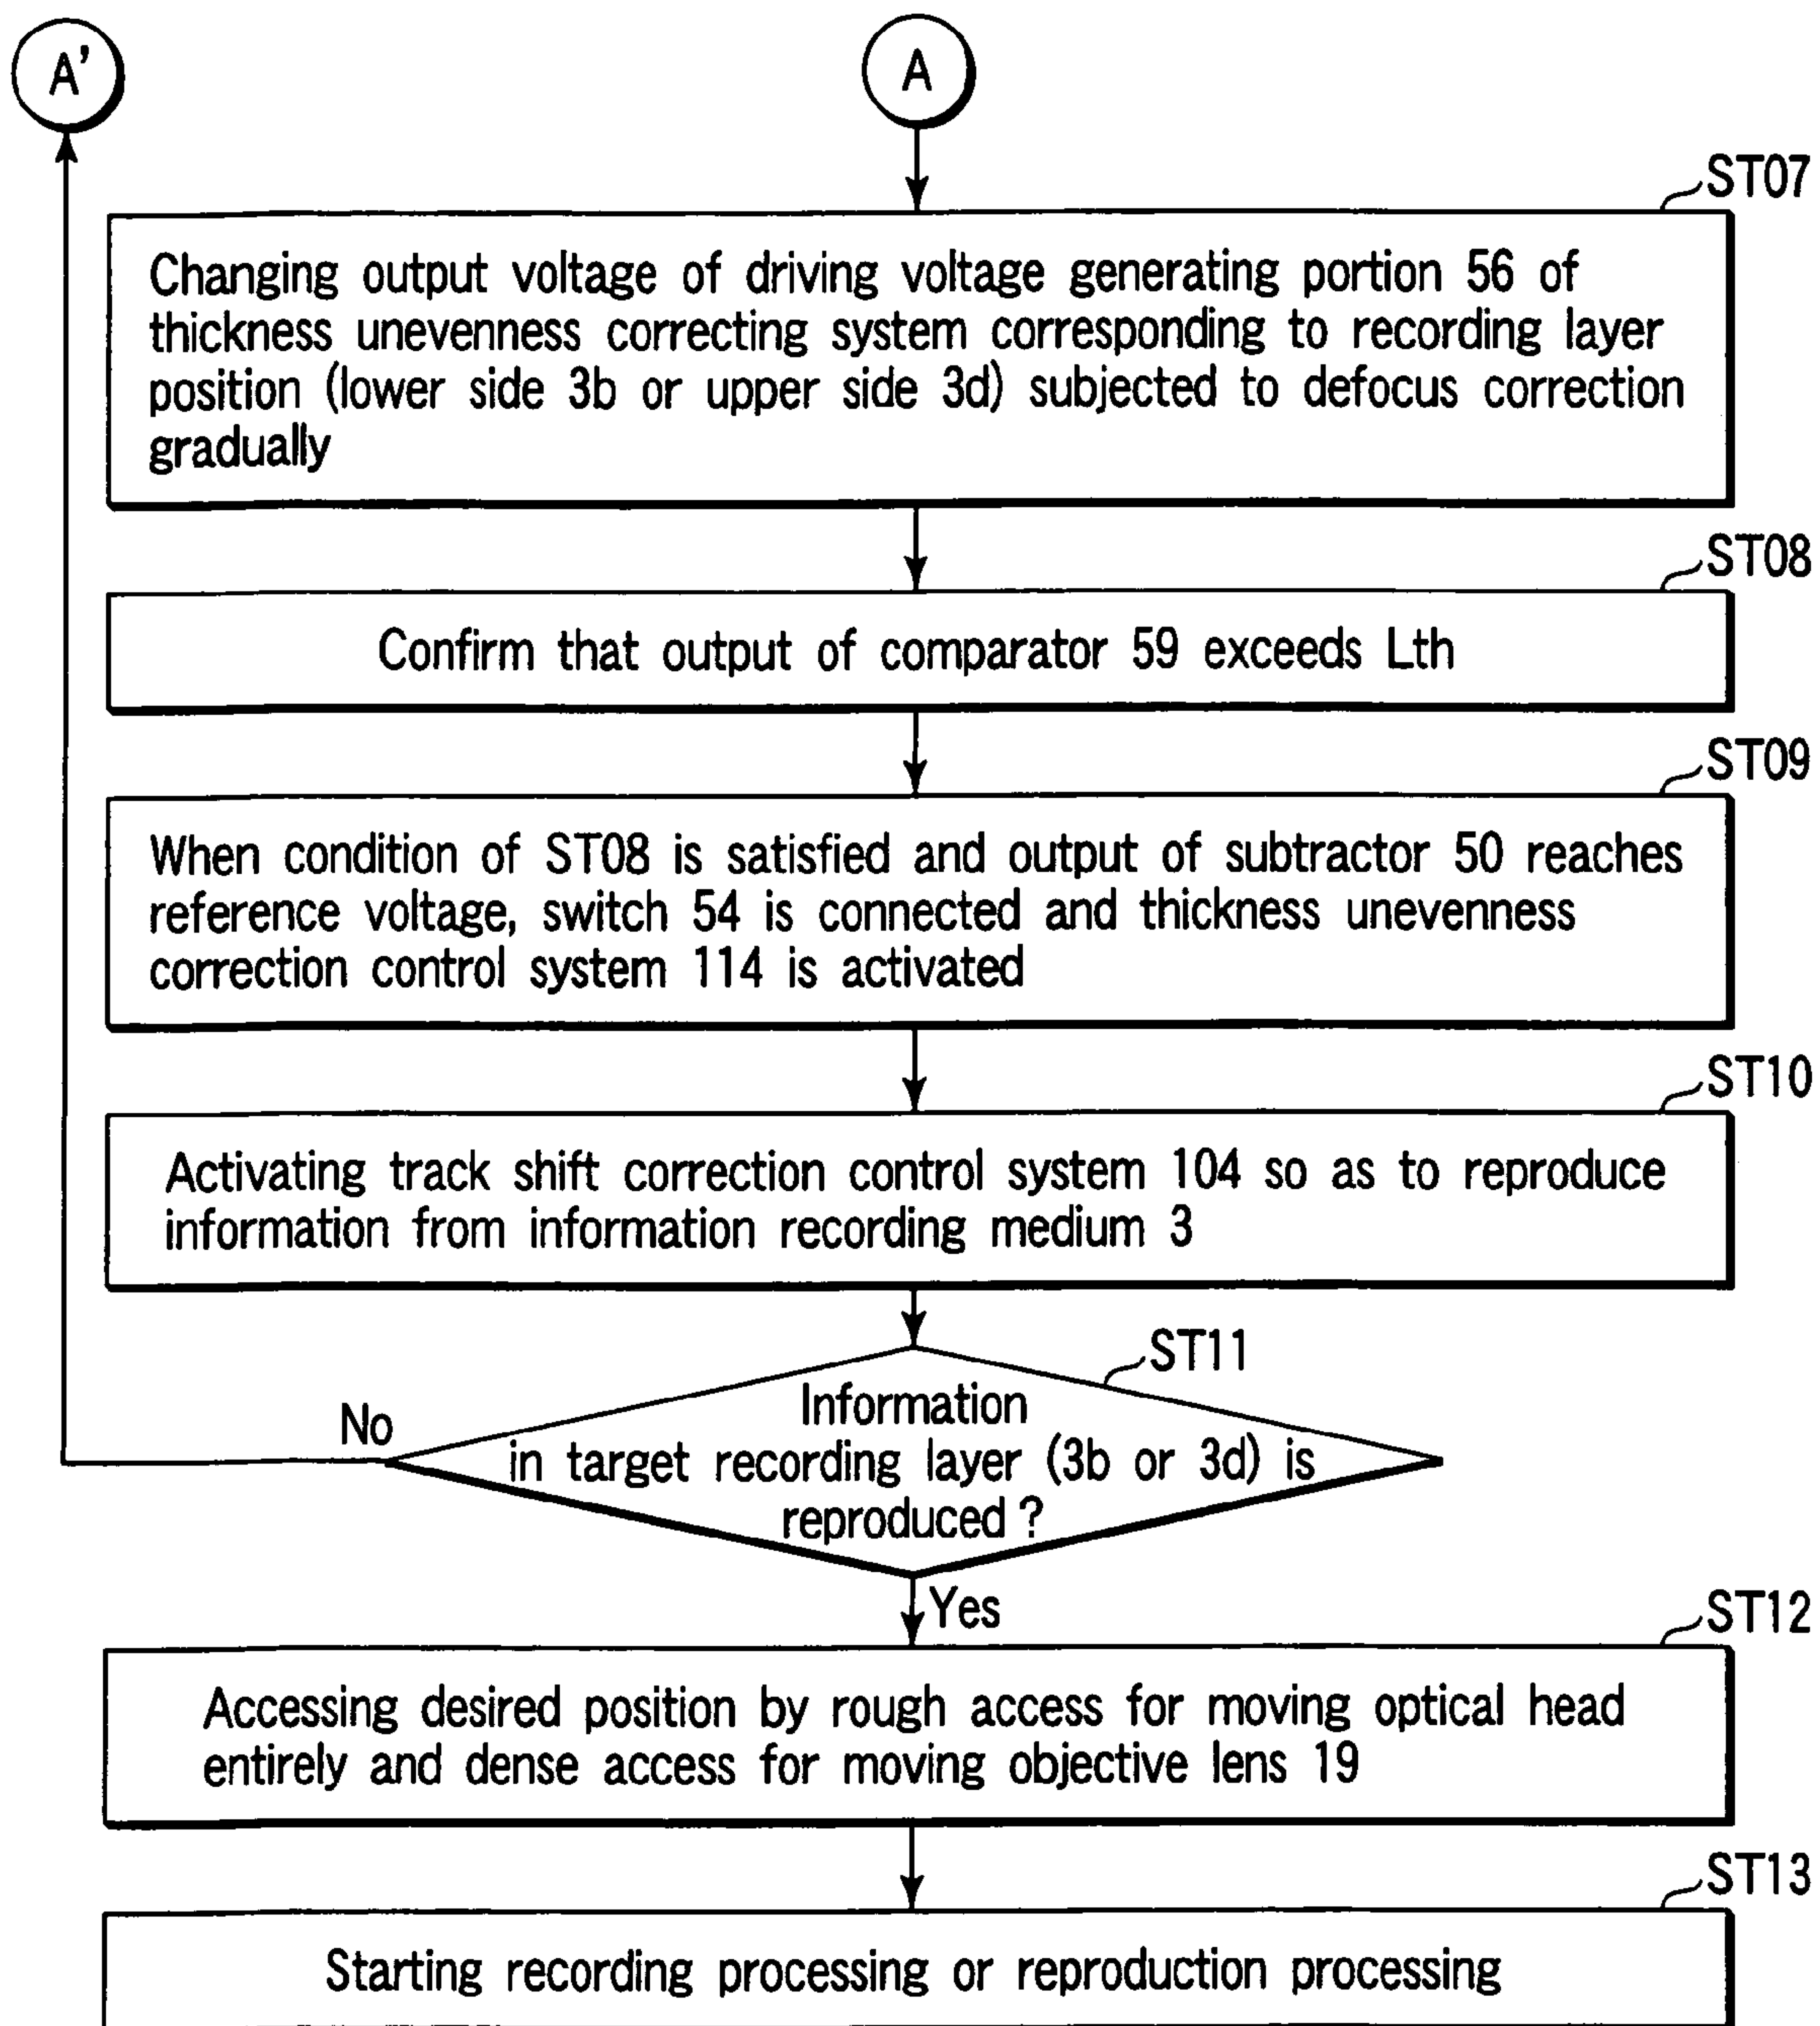 A'
A
ST07
Changing output voltage of driving voltage generating portion 56 of
thickness unevenness correcting system corresponding to recording layer
position (lower side 3b or upper side 3d) subjected to defocus correction
gradually
ST08
Confirm that output of comparator 59 exceeds Lth
ST09
When condition of ST08 is satisfied and output of subtractor 50 reaches
reference voltage, switch 54 is connected and thickness unevenness
correction control system 114 is activated
ST10
Activating track shift correction control system 104 so as to reproduce
information from information recording medium 3
ST11
Information
in target recording layer (3b or 3d) is
reproduced ?
No
Yes
ST12
Accessing desired position by rough access for moving optical head
entirely and dense access for moving objective lens 19
ST13
Starting recording processing or reproduction processing